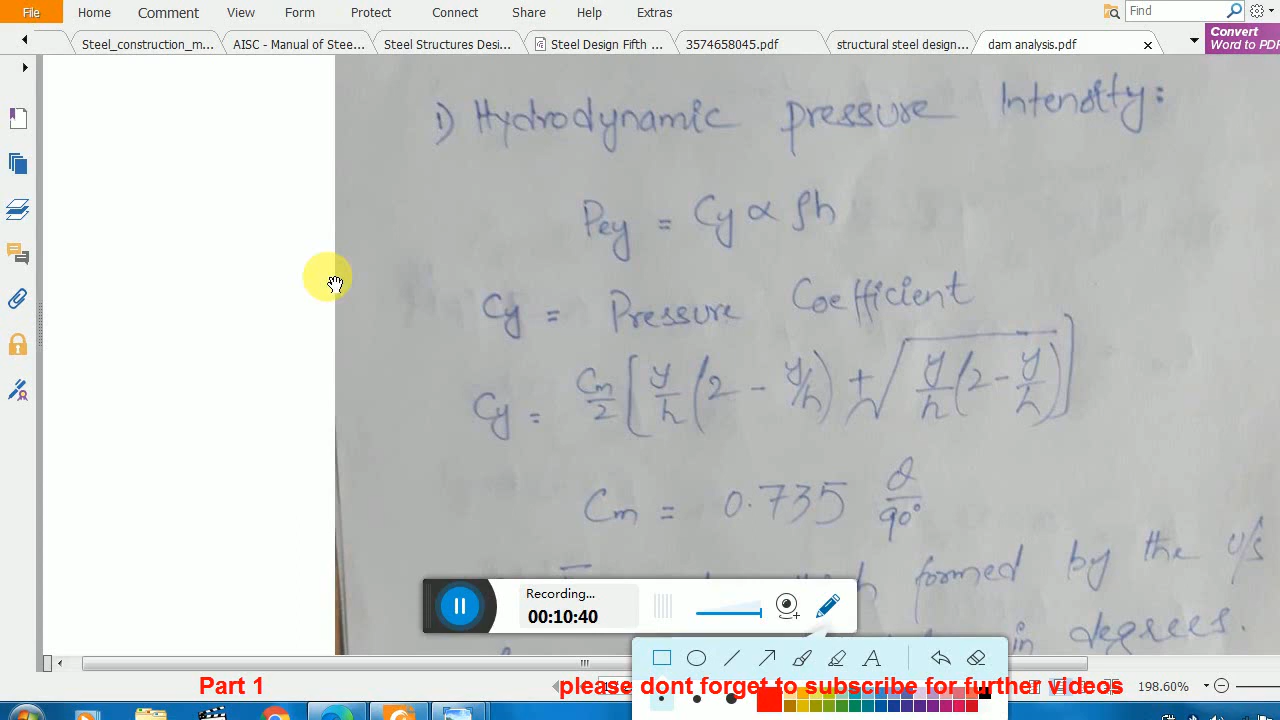 File Home Comment View Form Protect Connect Share Help Extras Find
Steel_construction_m... AISC - Manual of Stee... Steel Structures Desi... Steel Design Fifth ... 3574658045.pdf structural steel design... dam analysis.pdf Convert
Word to PDF
1) Hydrodynamic pressure Intensity:
Pey = Cy α ρh
Cy = Pressure Coefficient
Cy = Cm/2 [ y/h (2 - y/h) + √ y/h (2 - y/h) ]
Cm = 0.735 θ/90°
formed by the u/s
in degrees.
Recording...
00:10:40
A
Part 1 please dont forget to subscribe for further videos 198.60%